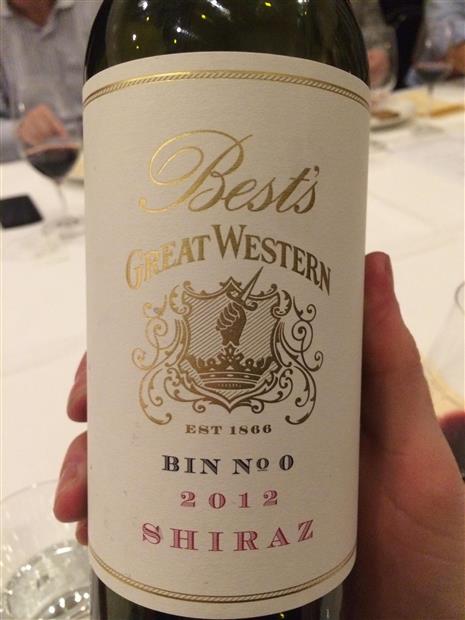 Best's
GREAT WESTERN
EST 1866
BIN Nº 0
2012
SHIRAZ